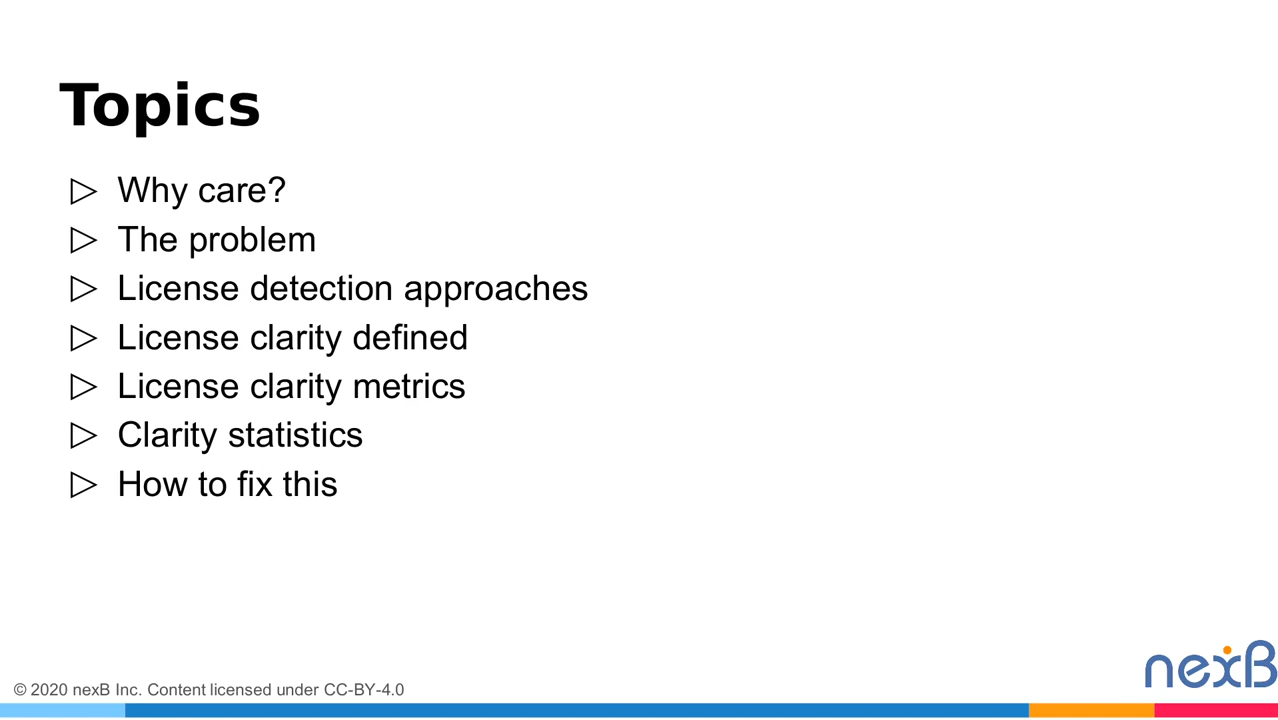 Topics
▷ Why care?
▷ The problem
▷ License detection approaches
▷ License clarity defined
▷ License clarity metrics
▷ Clarity statistics
▷ How to fix this
nexB
© 2020 nexB Inc. Content licensed under CC-BY-4.0